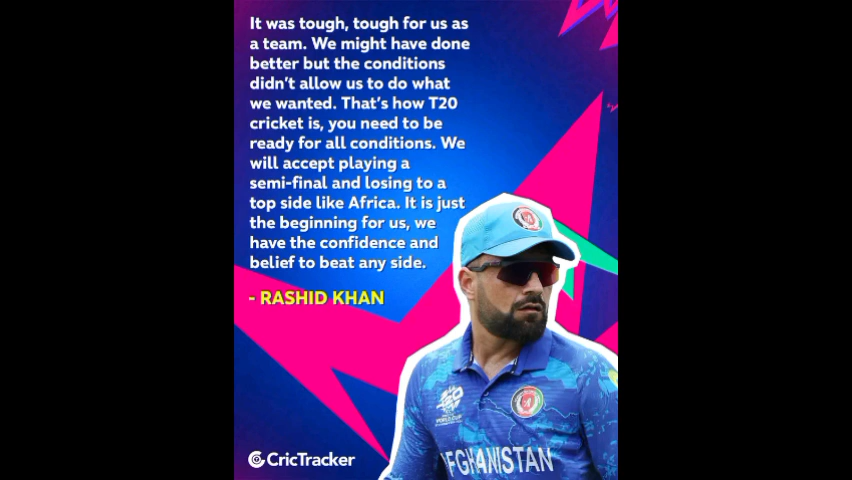 It was tough, tough for us as
a team. We might have done
better but the conditions
didn't allow us to do what
we wanted. That's how T20
cricket is, you need to be
ready for all conditions. We
will accept playing a
semi-final and losing to a
top side like Africa. It is just
the beginning for us, we
have the confidence and
belief to beat any side.
- RASHID KHAN
WORLD CUP
FGHANISTAN
CricTracker